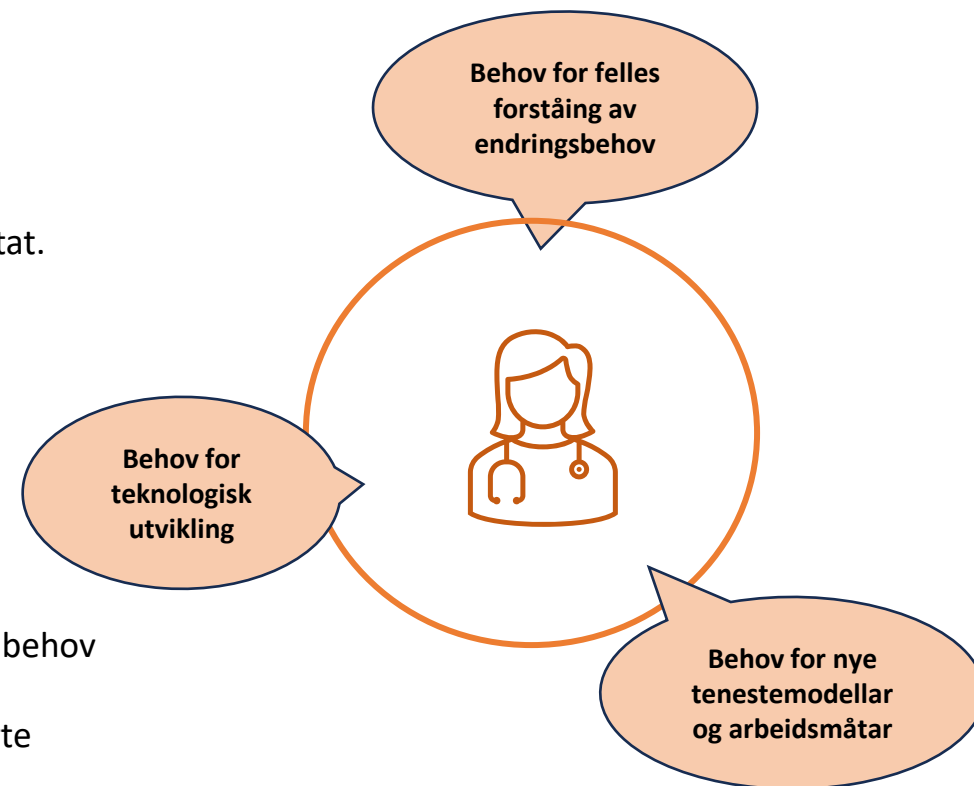 Behov for felles
forståing av
endringsbehov
tat.
Behov for
teknologisk
utvikling
behov
te
Behov for nye
tenestemodellar
og arbeidsmåtar